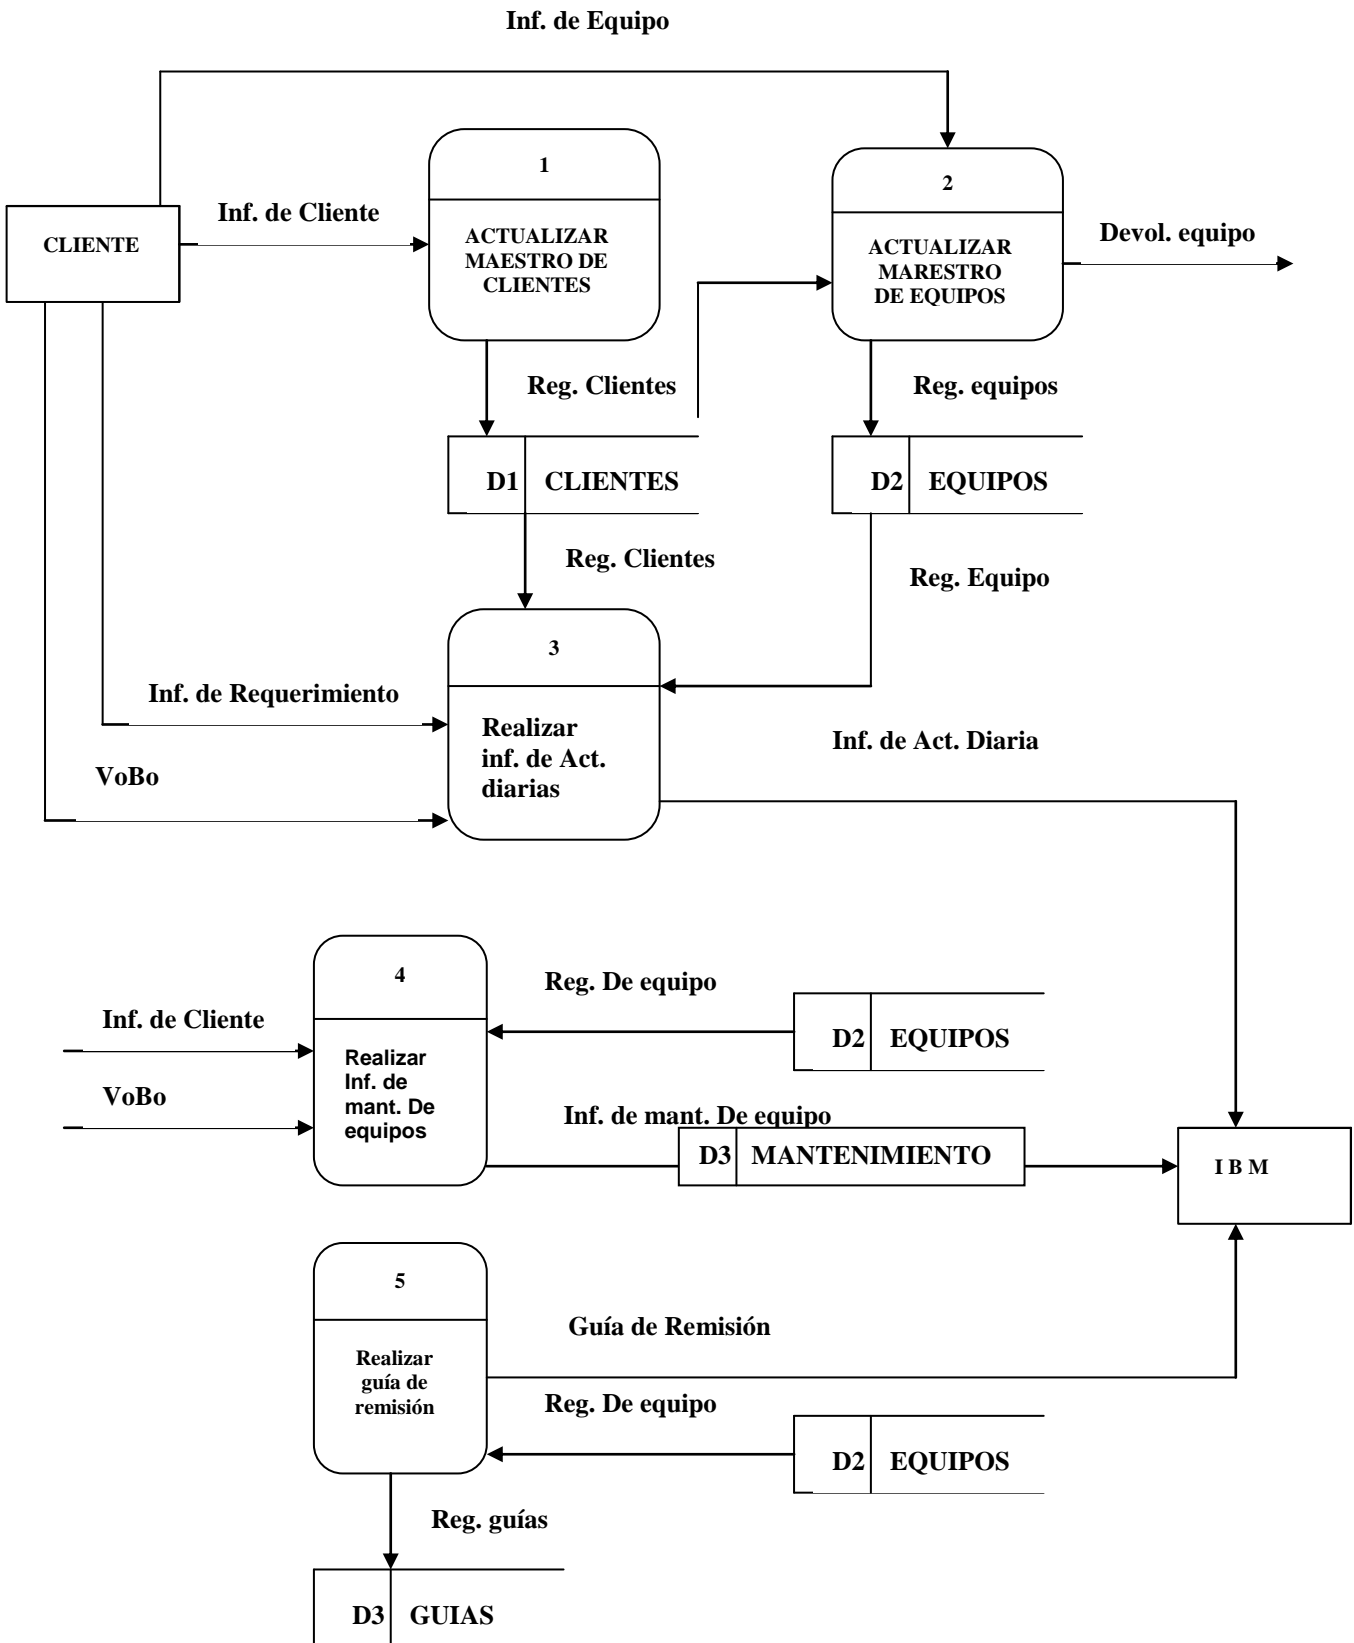 Inf. de Equipo
1
2
Inf. de Cliente
CLIENTE
ACTUALIZAR
MAESTRO DE
CLIENTES
ACTUALIZAR
MARESTRO
DE EQUIPOS
Devol. equipo
Reg. Clientes
Reg. equipos
D1 CLIENTES
D2 EQUIPOS
Reg. Clientes
Reg. Equipo
3
Inf. de Requerimiento
Realizar
inf. de Act.
diarias
Inf. de Act. Diaria
VoBo
4
Reg. De equipo
Inf. de Cliente
D2 EQUIPOS
Realizar
Inf. de
mant. De
equipos
VoBo
Inf. de mant. De equipo
D3 MANTENIMIENTO
I B M
5
Guía de Remisión
Realizar
guía de
remisión
Reg. De equipo
D2 EQUIPOS
Reg. guías
D3 GUIAS